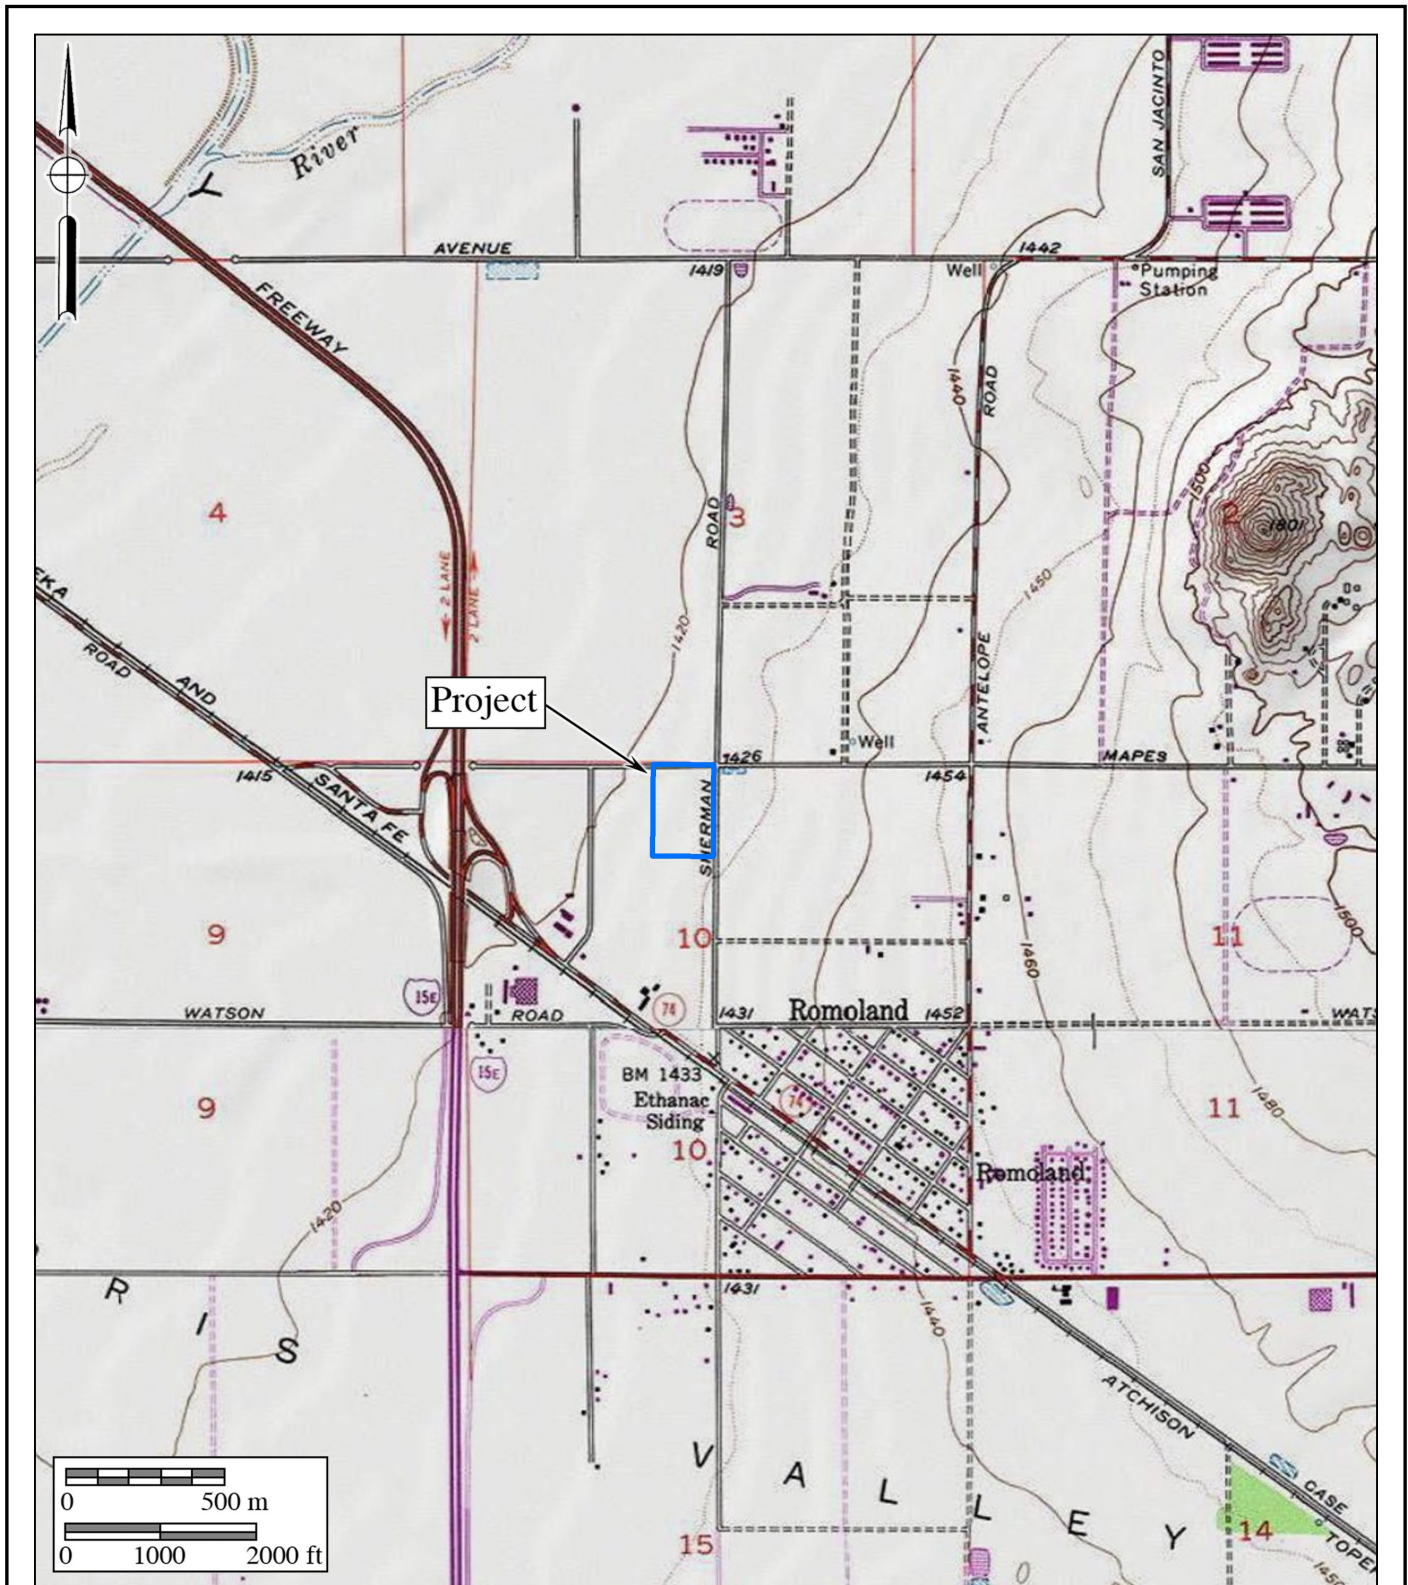 SAN JACINTO
River
Y
AVENUE
1442
1419
Well
Pumping
Station
FREEWAY
1440
ROAD
1500
4
ROAD
3
2
1801
2 LANE
2 LANE
1450
EKA
ROAD
AND
1420
ANTELOPE
Project
Well
1426
MAPES
1415
SANTA FE
1454
SHERMAN
9
10
1460
11
1500
15E
74
WATSON
ROAD
1431
Romoland
1452
WATS
15E
BM 1433
Ethanac
Siding
74
9
10
11
1480
Romoland
1420
1431
R
I
S
1440
ATCHISON
V
A
L
L
E
Y
CASE
15
14
TOPE
1450
0 500 m
0 1000 2000 ft